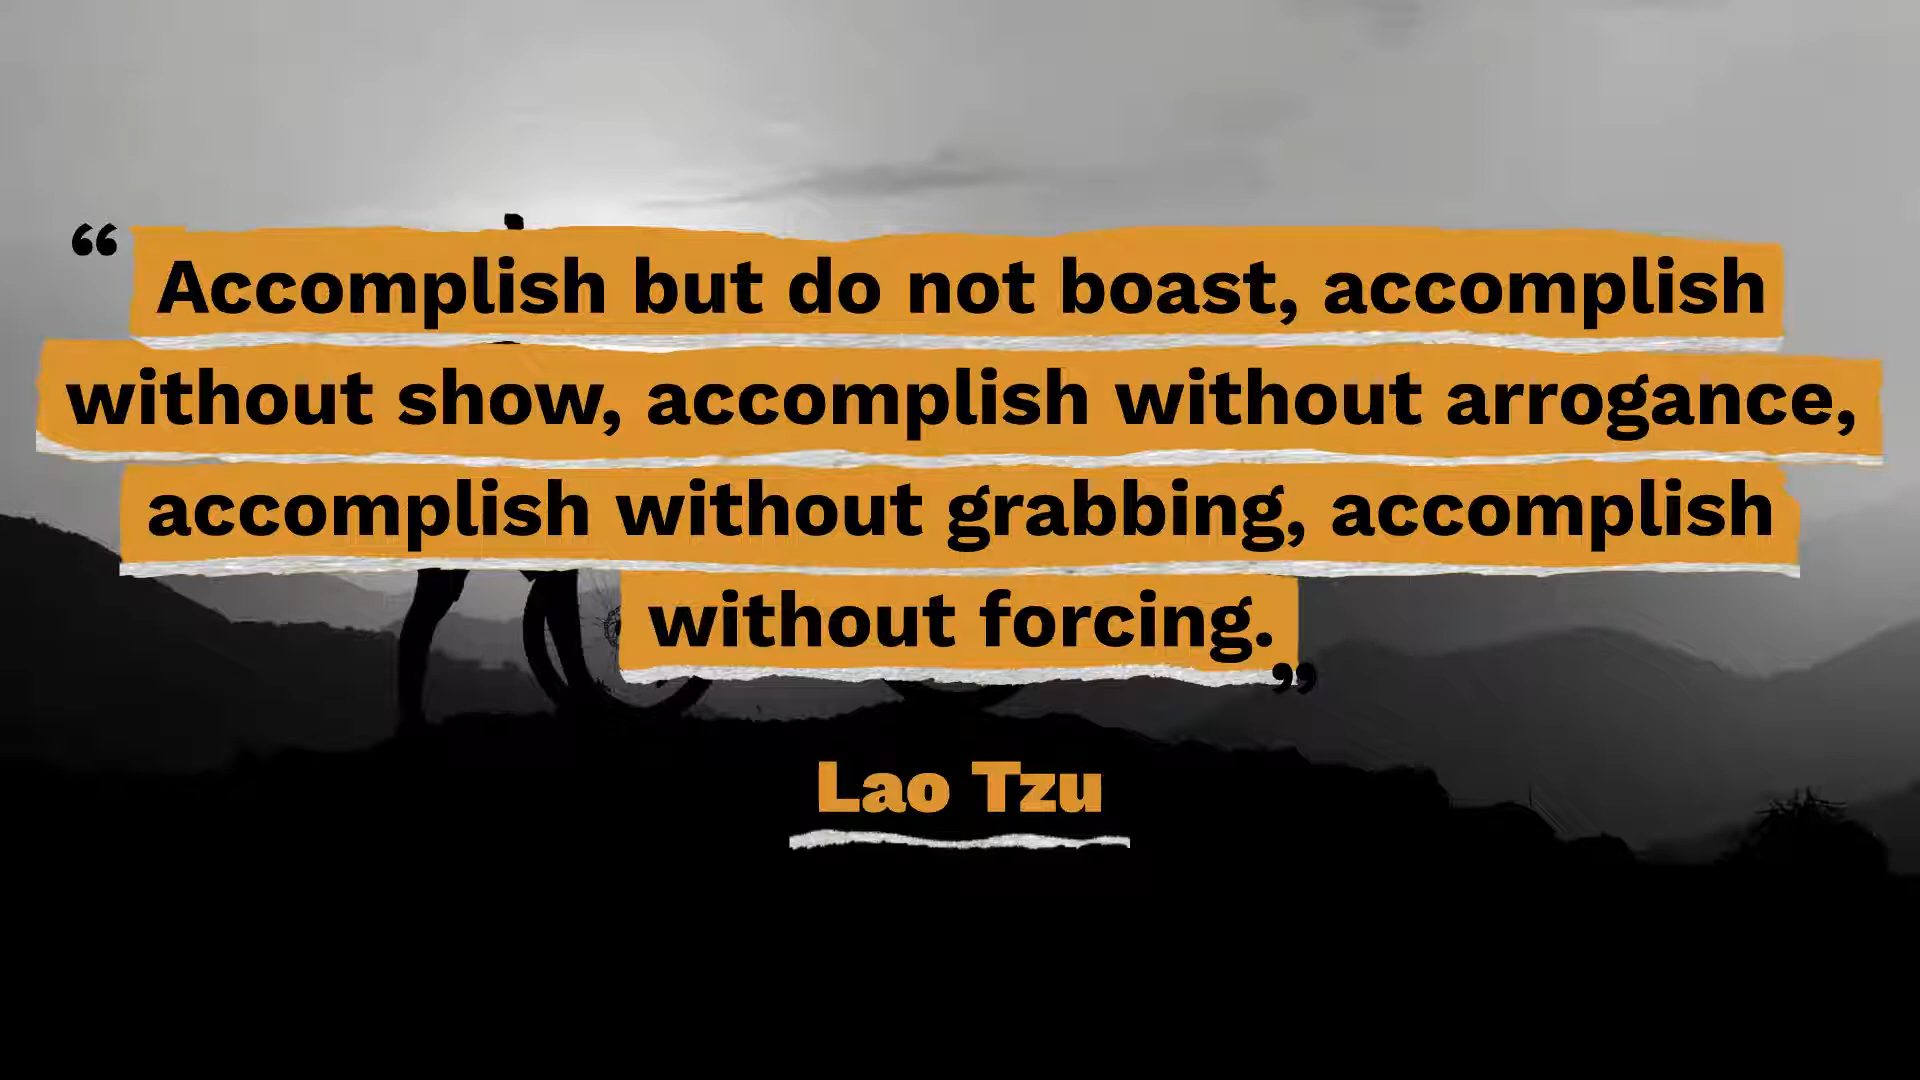 “Accomplish but do not boast, accomplish
without show, accomplish without arrogance,
accomplish without grabbing, accomplish
without forcing.”
Lao Tzu